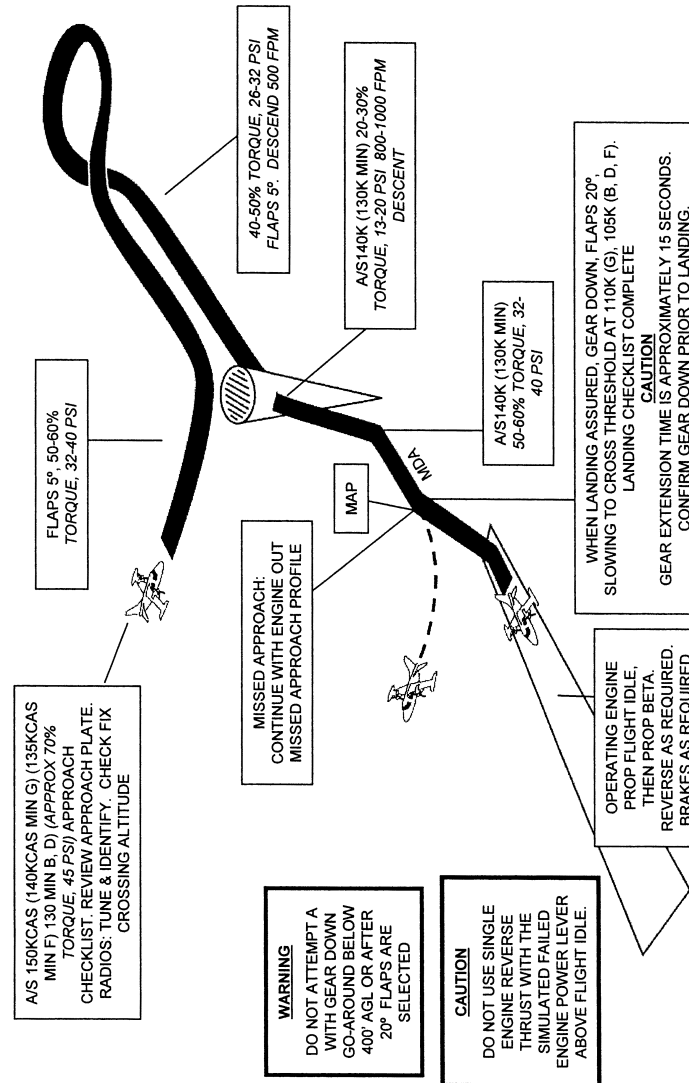 A/S 150KCAS (140KCAS MIN G) (135KCAS
MIN F) 130 MIN B, D) (APPROX 70%
TORQUE, 45 PSI) APPROACH
CHECKLIST. REVIEW APPROACH PLATE.
RADIOS: TUNE & IDENTIFY. CHECK FIX
CROSSING ALTITUDE
FLAPS 5º, 50-60%
TORQUE, 32-40 PSI
40-50% TORQUE, 26-32 PSI
FLAPS 5º. DESCEND 500 FPM
A/S140K (130K MIN) 20-30%
TORQUE, 13-20 PSI 800-1000 FPM
DESCENT
MISSED APPROACH:
CONTINUE WITH ENGINE OUT
MISSED APPROACH PROFILE
MAP
MDA
A/S140K (130K MIN)
50-60% TORQUE, 32-
40 PSI
WARNING
DO NOT ATTEMPT A
WITH GEAR DOWN
GO-AROUND BELOW
400' AGL OR AFTER
20º FLAPS ARE
SELECTED
CAUTION
DO NOT USE SINGLE
ENGINE REVERSE
THRUST WITH THE
SIMULATED FAILED
ENGINE POWER LEVER
ABOVE FLIGHT IDLE.
OPERATING ENGINE
PROP FLIGHT IDLE,
THEN PROP BETA.
REVERSE AS REQUIRED.
BRAKES AS REQUIRED
WHEN LANDING ASSURED, GEAR DOWN, FLAPS 20º,
SLOWING TO CROSS THRESHOLD AT 110K (G), 105K (B, D, F).
LANDING CHECKLIST COMPLETE
CAUTION
GEAR EXTENSION TIME IS APPROXIMATELY 15 SECONDS.
CONFIRM GEAR DOWN PRIOR TO LANDING.